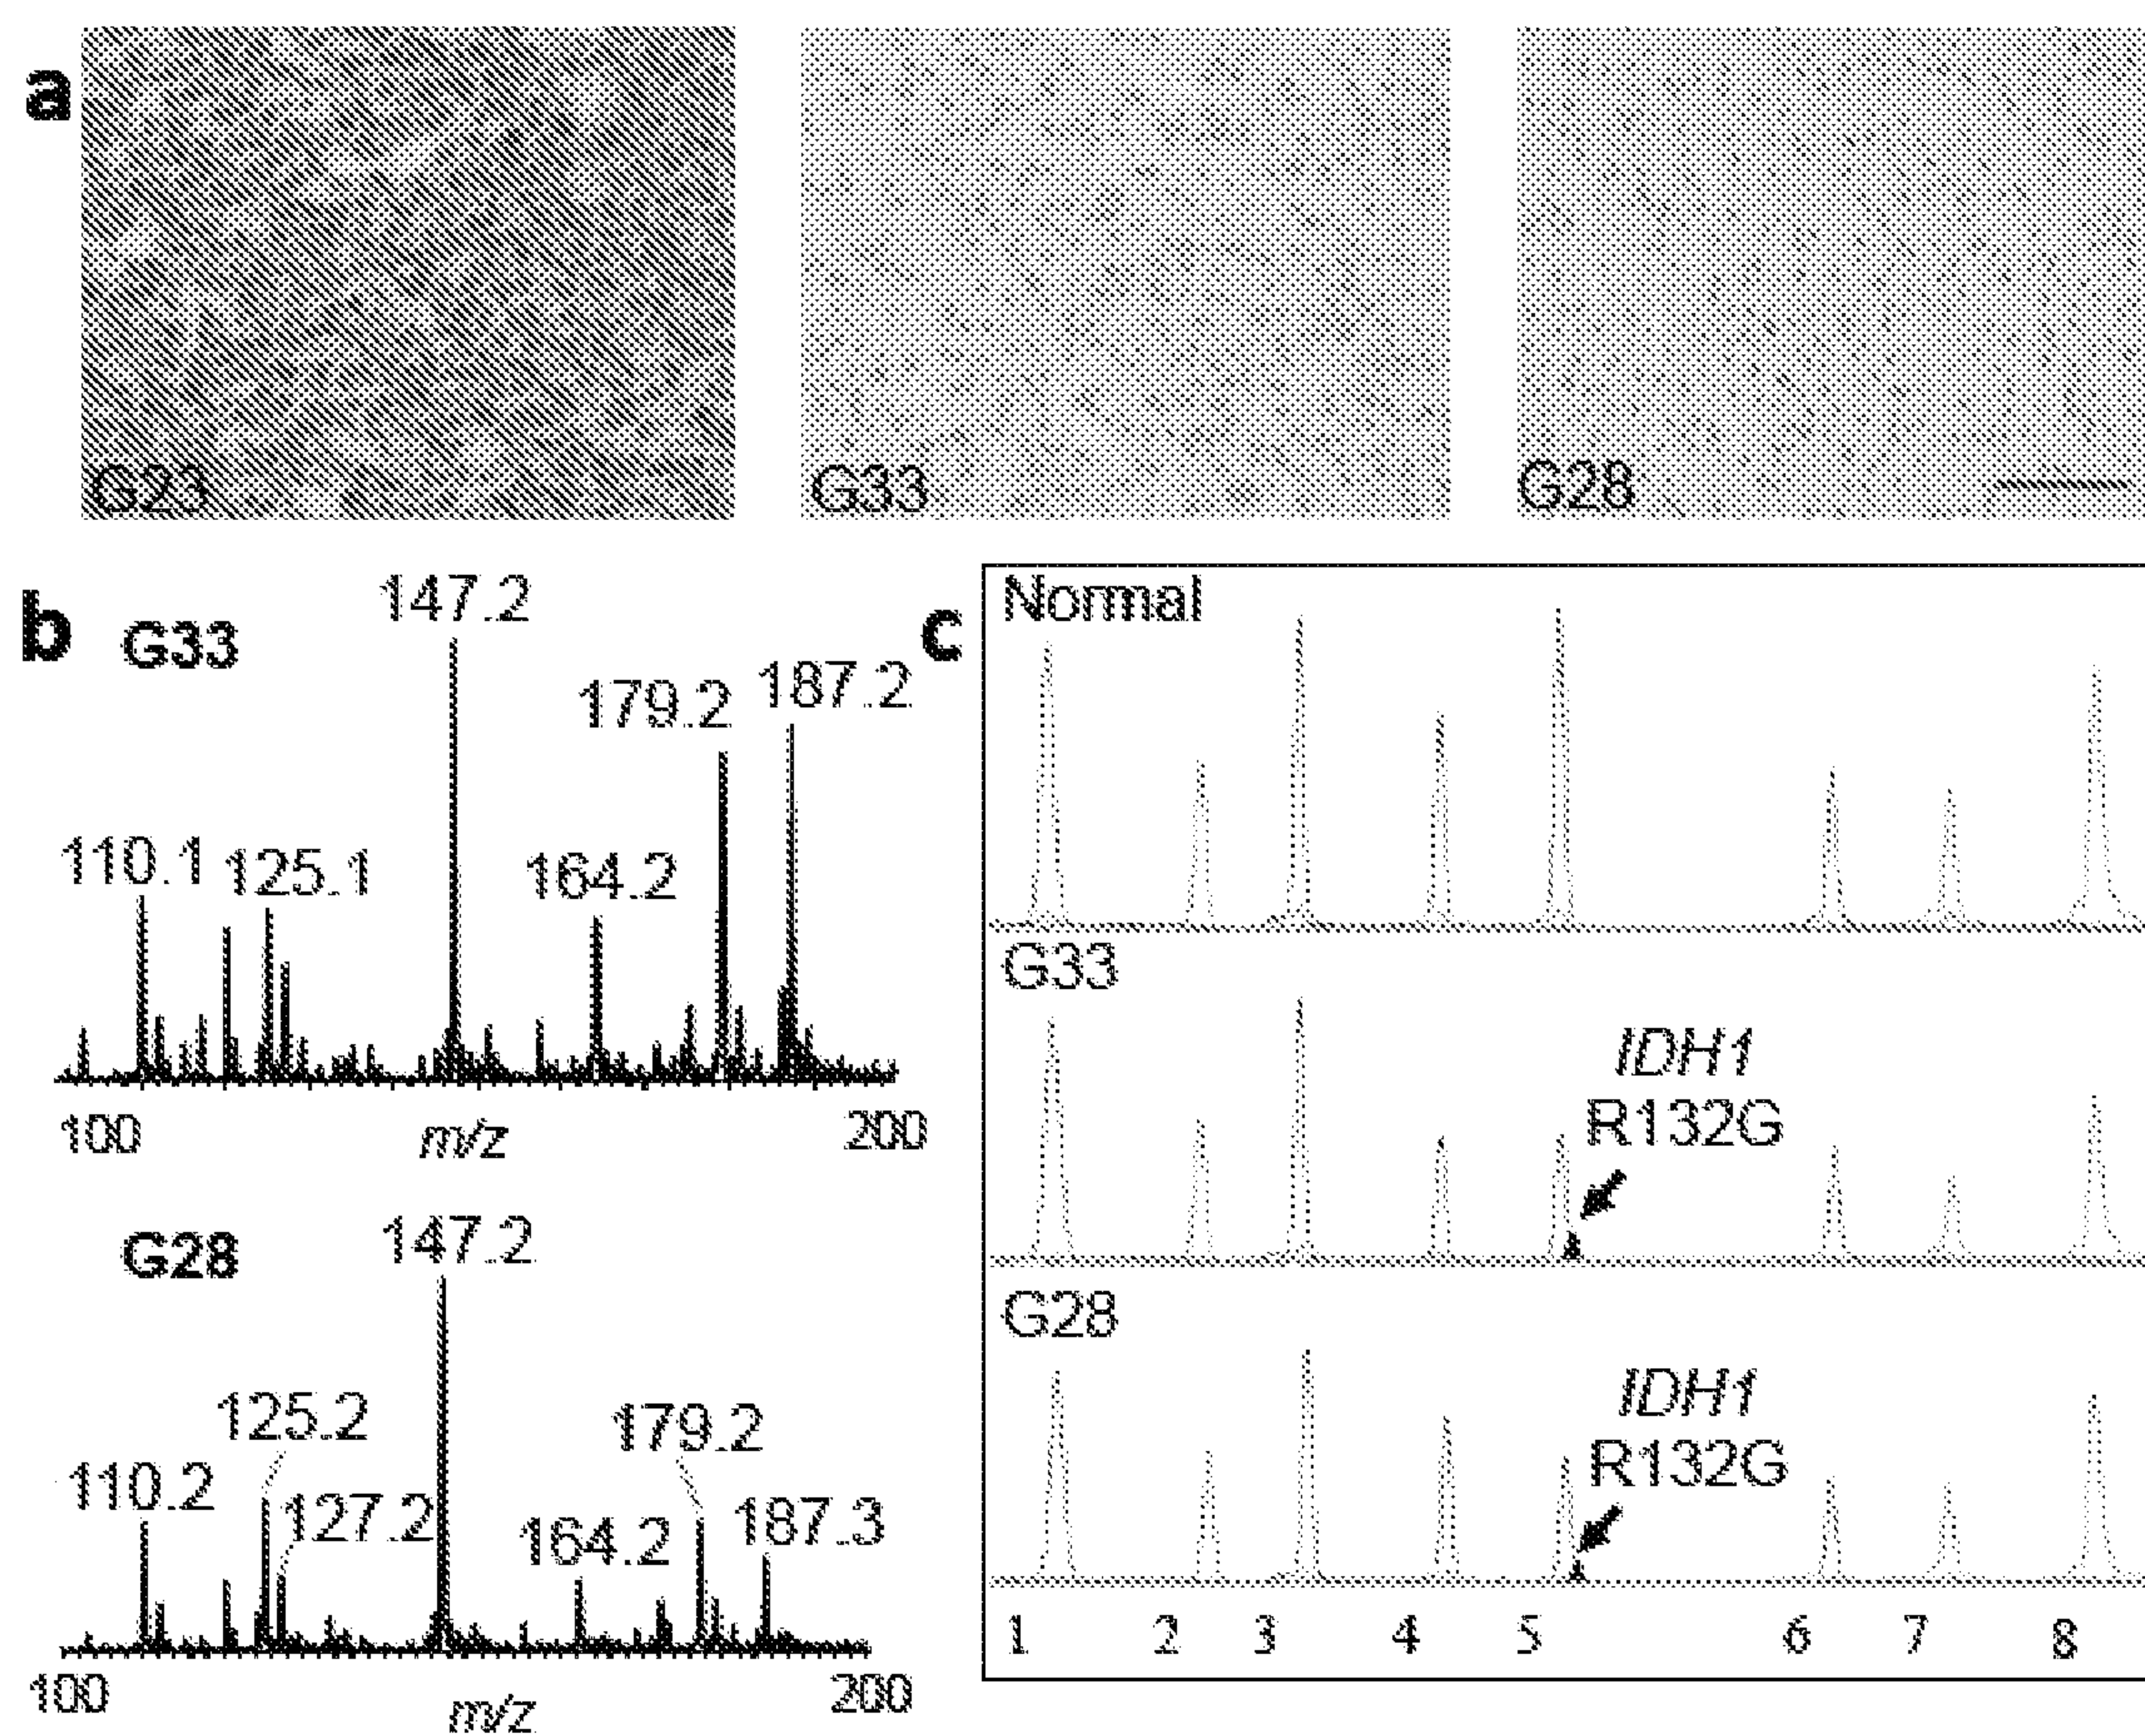 a
G23
G33
G28
b
G33
147.2
179.2
187.2
110.1
125.1
164.2
100
m/z
200
G28
147.2
125.2
179.2
110.2
127.2
164.2
187.3
100
m/z
200
c
Normal
G33
IDH1
R132G
G28
IDH1
R132G
1 2 3 4 5 6 7 8